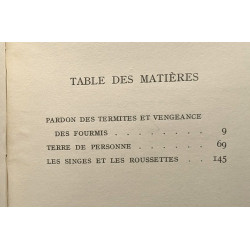 TABLE DES MATIÈRES
PARDON DES TERMITES ET VENGEANCE
DES FOURMIS . . . . . . . . 9
TERRE DE PERSONNE . . . . . . 69
LES SINGES ET LES ROUSSETTES . . 145